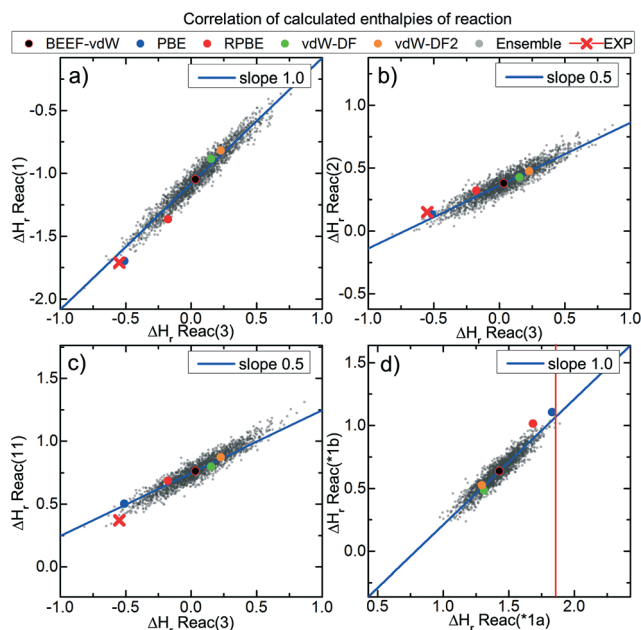 Correlation of calculated enthalpies of reaction
BEEF-vdW PBE RPBE vdW-DF vdW-DF2 Ensemble EXP
a)
slope 1.0
-0.5
-1.0
-1.5
-2.0
ΔHr Reac(1)
-1.0 -0.5 0.0 0.5 1.0
ΔHr Reac(3)
b)
slope 0.5
1.0
0.5
0.0
-0.5
ΔHr Reac(2)
-1.0 -0.5 0.0 0.5 1.0
ΔHr Reac(3)
c)
slope 0.5
1.5
1.0
0.5
0.0
ΔHr Reac(11)
-1.0 -0.5 0.0 0.5 1.0
ΔHr Reac(3)
d)
slope 1.0
1.5
1.0
0.5
0.0
ΔHr Reac(*1b)
0.5 1.0 1.5 2.0
ΔHr Reac(*1a)